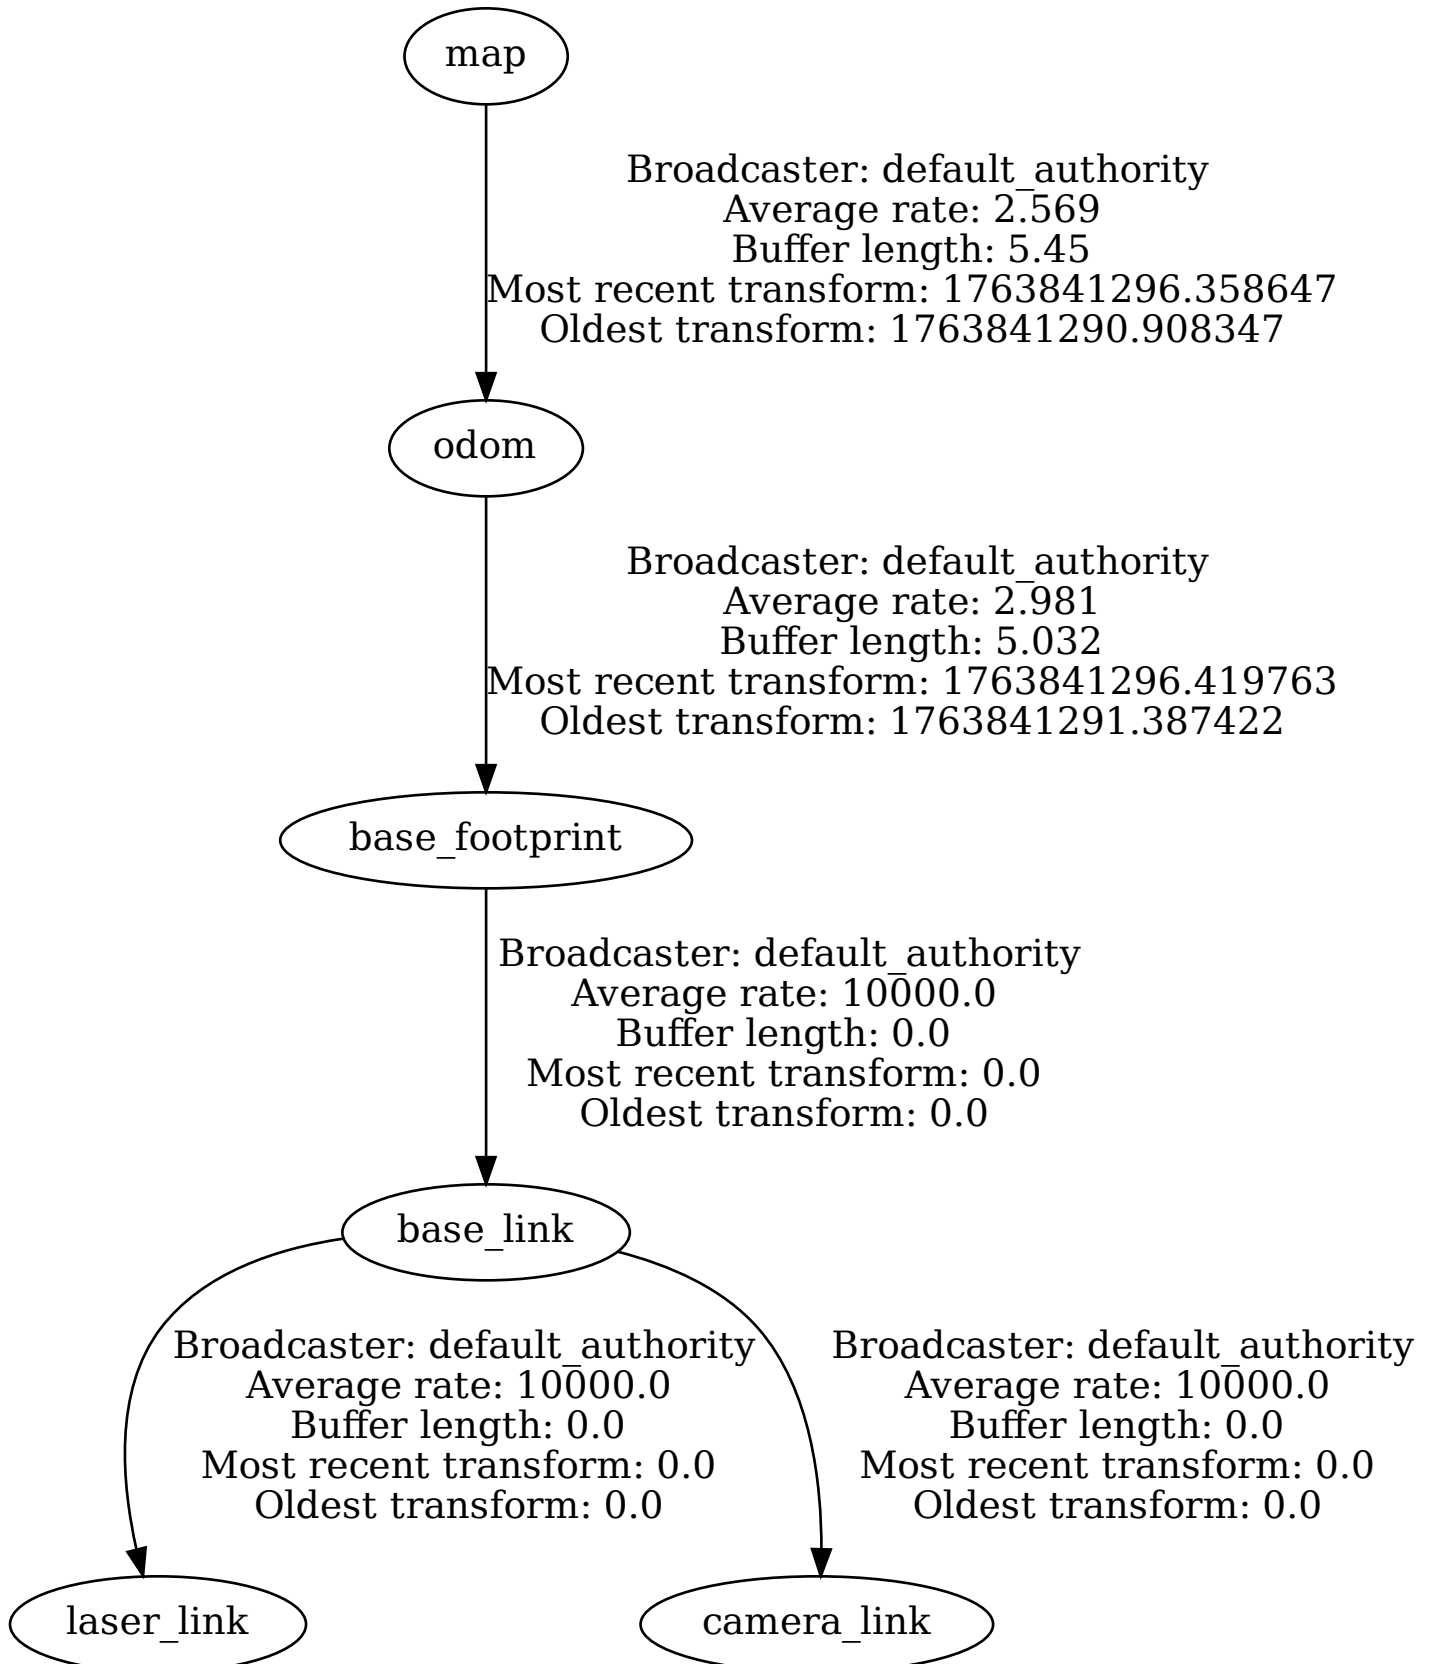 map
Broadcaster: default_authority
Average rate: 2.569
Buffer length: 5.45
Most recent transform: 1763841296.358647
Oldest transform: 1763841290.908347
odom
Broadcaster: default_authority
Average rate: 2.981
Buffer length: 5.032
Most recent transform: 1763841296.419763
Oldest transform: 1763841291.387422
base_footprint
Broadcaster: default_authority
Average rate: 10000.0
Buffer length: 0.0
Most recent transform: 0.0
Oldest transform: 0.0
base_link
Broadcaster: default_authority
Average rate: 10000.0
Buffer length: 0.0
Most recent transform: 0.0
Oldest transform: 0.0
Broadcaster: default_authority
Average rate: 10000.0
Buffer length: 0.0
Most recent transform: 0.0
Oldest transform: 0.0
laser_link
camera_link